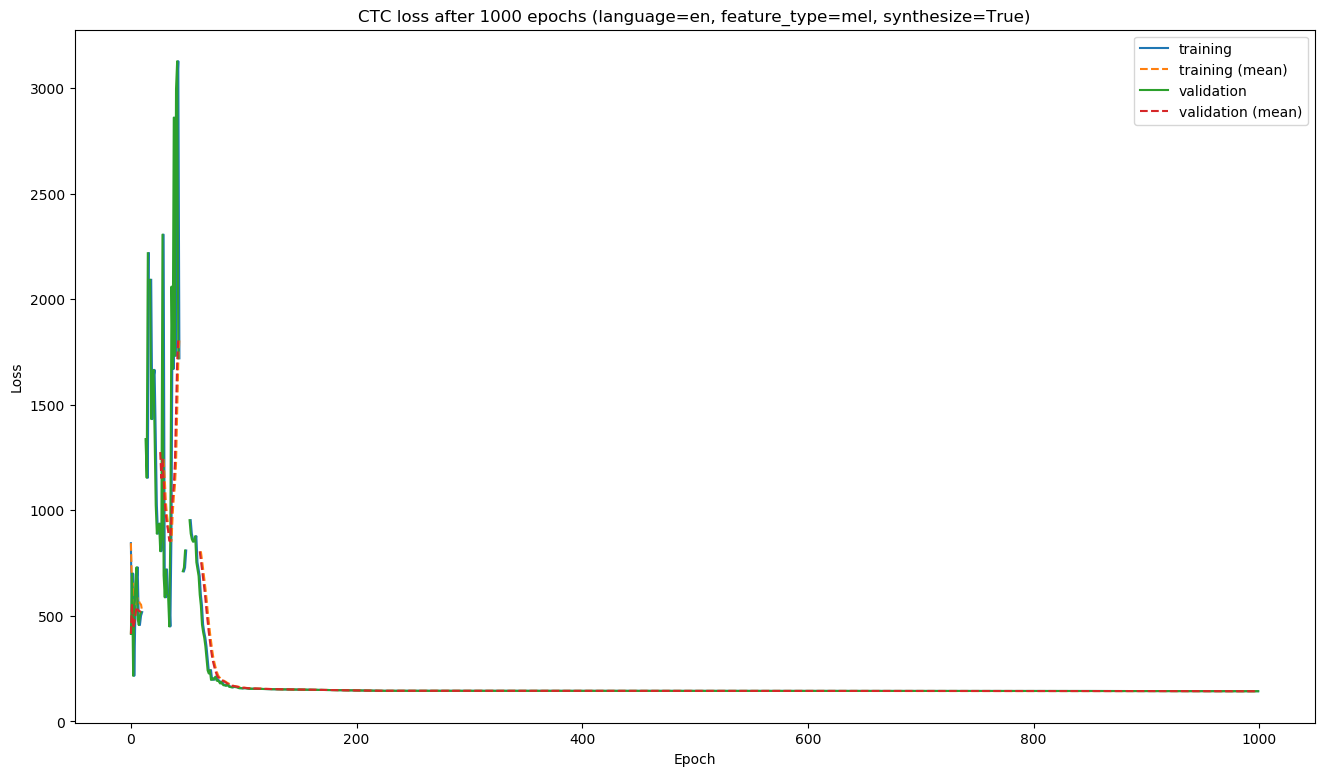 CTC loss after 1000 epochs (language=en, feature_type=mel, synthesize=True)
training
training (mean)
validation
validation (mean)
Loss
3000
2500
2000
1500
1000
500
0
0 200 400 600 800 1000
Epoch